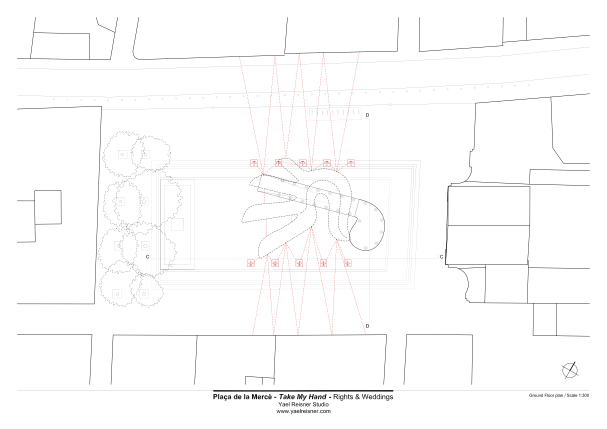 D
C
C
D
Plaça de la Mercè - Take My Hand - Rights & Weddings
Yael Reisner Studio
www.yaelreisner.com
Ground Floor plan / Scale 1:200